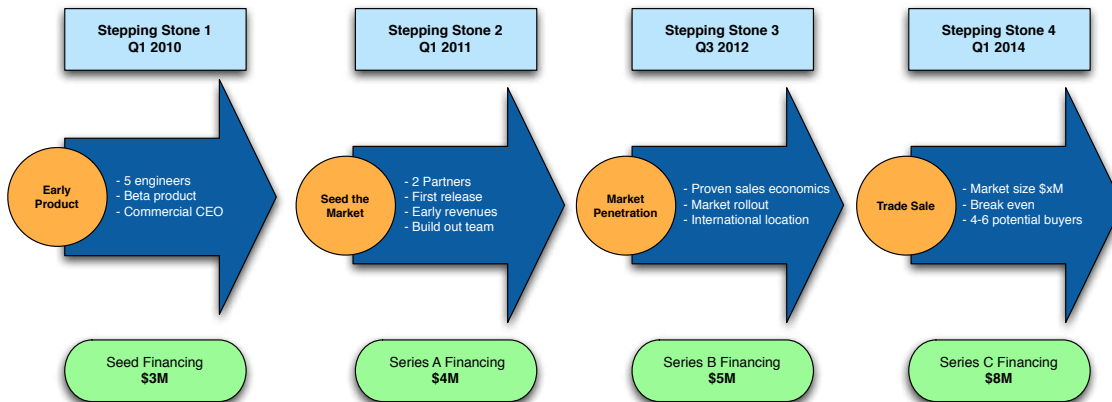 Stepping Stone 1
Q1 2010
Stepping Stone 2
Q1 2011
Stepping Stone 3
Q3 2012
Stepping Stone 4
Q1 2014
Early
Product
- 5 engineers
- Beta product
- Commercial CEO
Seed the
Market
- 2 Partners
- First release
- Early revenues
- Build out team
Market
Penetration
- Proven sales economics
- Market rollout
- International location
Trade Sale
- Market size $xM
- Break even
- 4-6 potential buyers
Seed Financing
$3M
Series A Financing
$4M
Series B Financing
$5M
Series C Financing
$8M